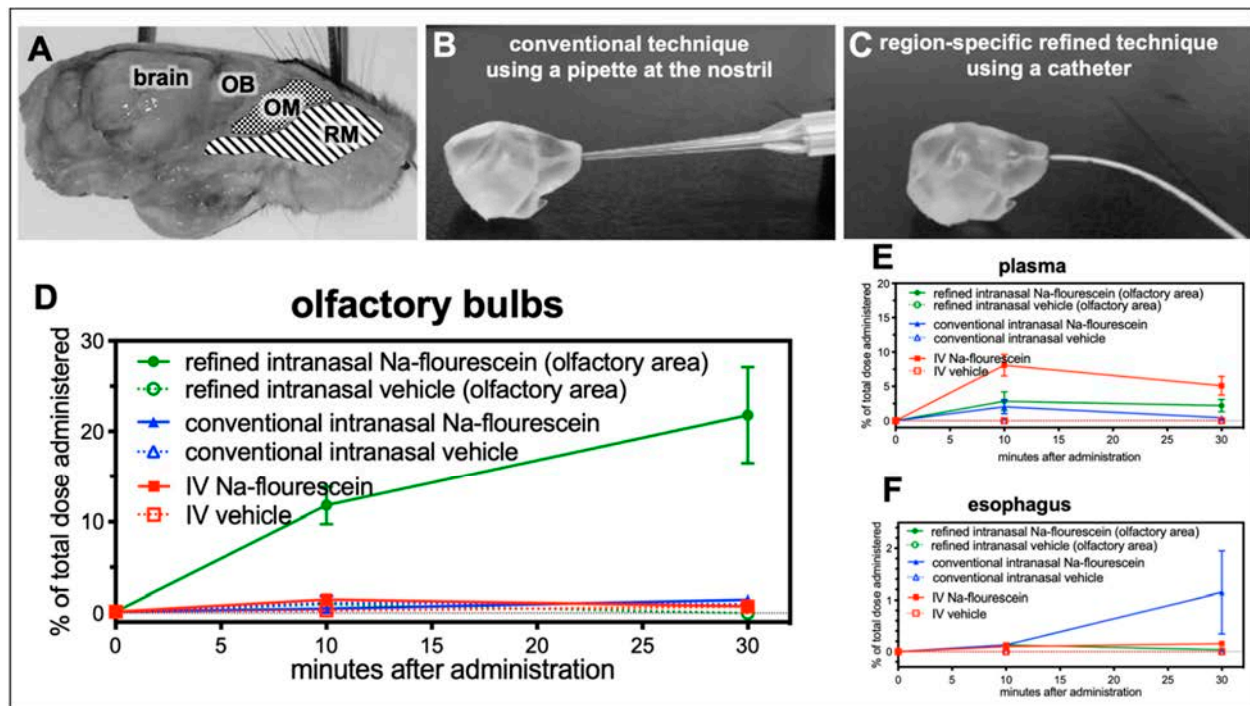 A
brain
OB
OM
RM
B
conventional technique
using a pipette at the nostril
C
region-specific refined technique
using a catheter
D
olfactory bulbs
% of total dose administered
30
20
10
0
refined intranasal Na-flourescein (olfactory area)
refined intranasal vehicle (olfactory area)
conventional intranasal Na-flourescein
conventional intranasal vehicle
IV Na-flourescein
IV vehicle
0 5 10 15 20 25 30
minutes after administration
E
plasma
% of total dose administered
20
15
10
5
0
refined intranasal Na-flourescein (olfactory area)
refined intranasal vehicle (olfactory area)
conventional intranasal Na-flourescein
conventional intranasal vehicle
IV Na-flourescein
IV vehicle
0 5 10 15 20 25 30
minutes after administration
F
esophagus
% of total dose administered
2
1
0
refined intranasal Na-flourescein (olfactory area)
refined intranasal vehicle (olfactory area)
conventional intranasal Na-flourescein
conventional intranasal vehicle
IV Na-flourescein
IV vehicle
0 5 10 15 20 25 30
minutes after administration